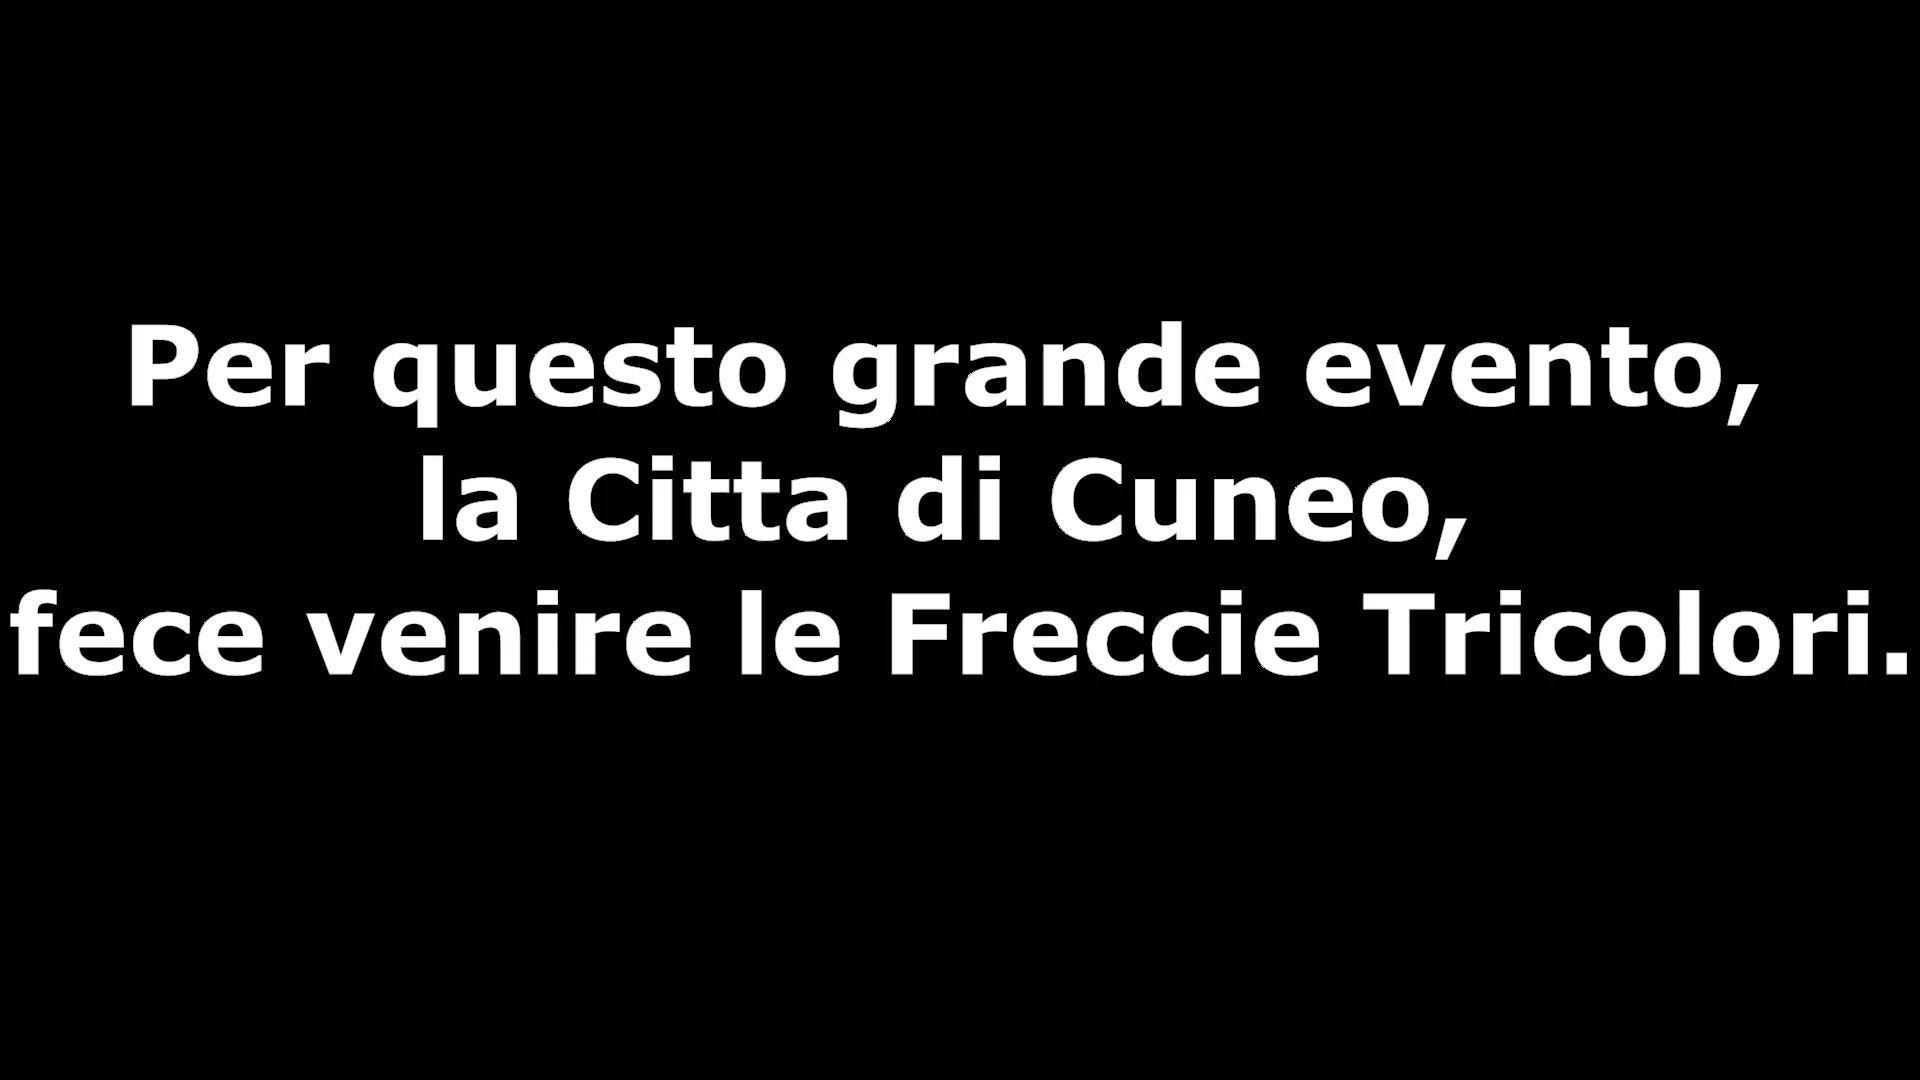 Per questo grande evento,
la Citta di Cuneo,
fece venire le Freccie Tricolori.